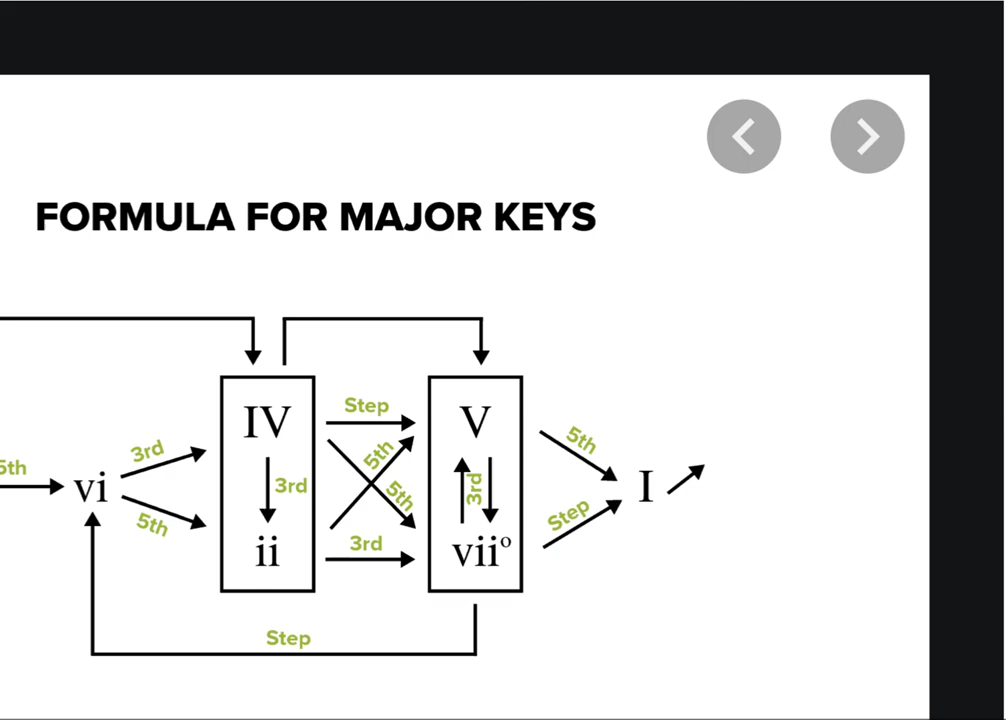 FORMULA FOR MAJOR KEYS
Step
IV
V
5th
3rd
5th
5th
vi
3rd
3rd
5th
I
5th
Step
ii
3rd
viiº
Step